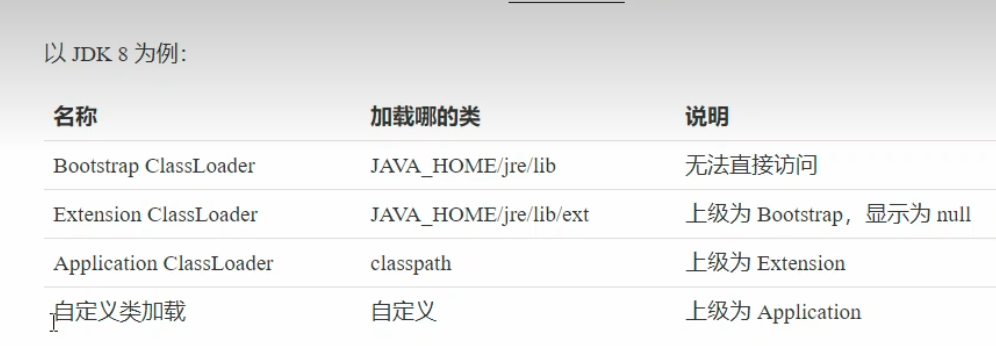 以 JDK 8 为例：
名称 加载哪的类 说明
Bootstrap ClassLoader JAVA_HOME/jre/lib 无法直接访问
Extension ClassLoader JAVA_HOME/jre/lib/ext 上级为 Bootstrap，显示为 null
Application ClassLoader classpath 上级为 Extension
自定义类加载 自定义 上级为 Application